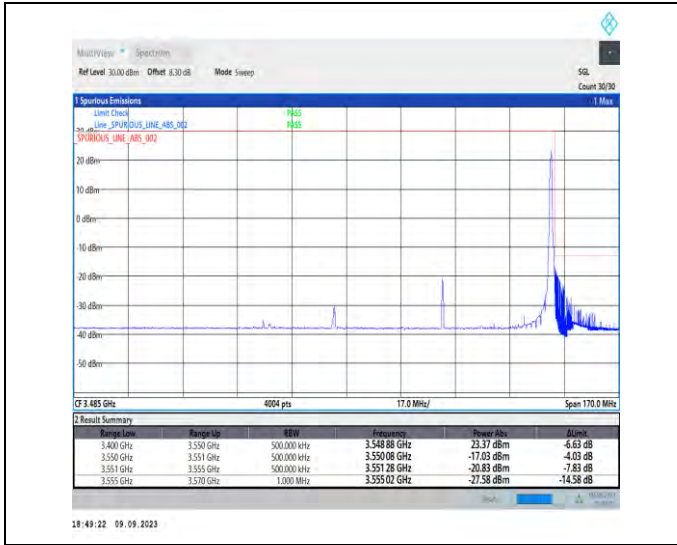 MultiView Spectrum
Ref Level 30.00 dBm Offset 8.30 dB Mode Sweep SGL
Count 30/30
1 Spurious Emissions 1 Max
Limit Check PASS
Line _SPURIOUS_LINE_ABS_002 PASS
_SPURIOUS_LINE_ABS_002
20 dBm
10 dBm
0 dBm
-10 dBm
-20 dBm
-30 dBm
-40 dBm
-50 dBm
CF 3.485 GHz 4004 pts 17.0 MHz/ Span 170.0 MHz
2 Result Summary
Range Low Range Up RBW Frequency Power Abs ΔLimit
3.400 GHz 3.550 GHz 500.000 kHz 3.548 88 GHz 23.37 dBm -6.63 dB
3.550 GHz 3.551 GHz 500.000 kHz 3.550 08 GHz -17.03 dBm -4.03 dB
3.551 GHz 3.555 GHz 500.000 kHz 3.551 28 GHz -20.83 dBm -7.83 dB
3.555 GHz 3.570 GHz 1.000 MHz 3.555 02 GHz -27.58 dBm -14.58 dB
18:49:22 09.09.2023